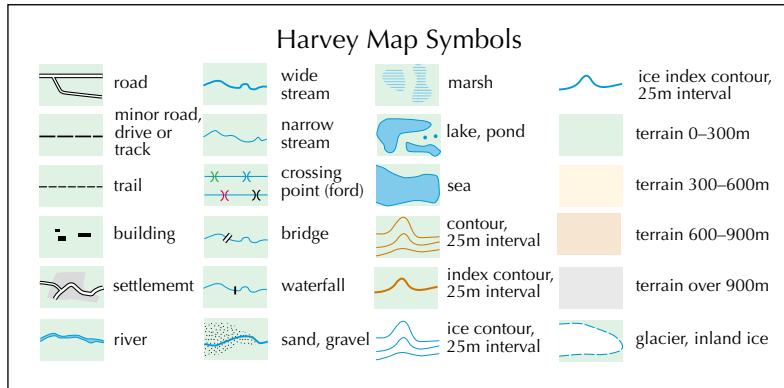 Harvey Map Symbols
road
minor road,
drive or
track
trail
building
settlememt
river
wide
stream
narrow
stream
crossing
point (ford)
bridge
waterfall
sand, gravel
marsh
lake, pond
sea
contour,
25m interval
index contour,
25m interval
ice contour,
25m interval
ice index contour,
25m interval
terrain 0–300m
terrain 300–600m
terrain 600–900m
terrain over 900m
glacier, inland ice